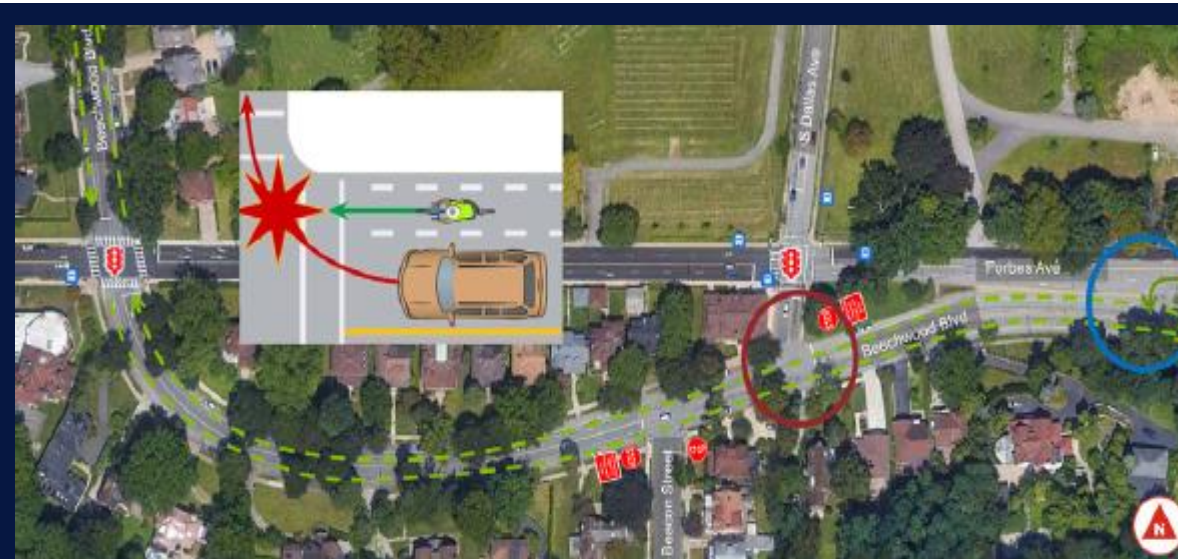 Beechwood Blvd
S Dallas Ave
Forbes Ave
Beechwood Blvd
Beacon Street
N